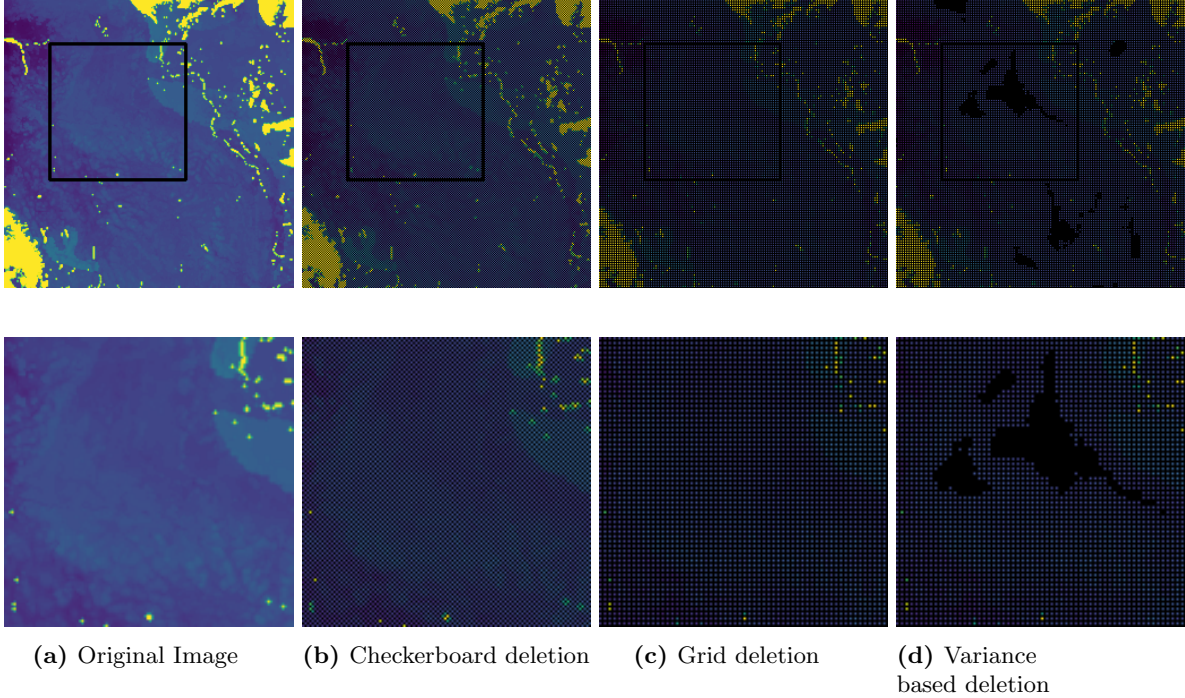 (a) Original Image
(b) Checkerboard deletion
(c) Grid deletion
(d) Variance
based deletion